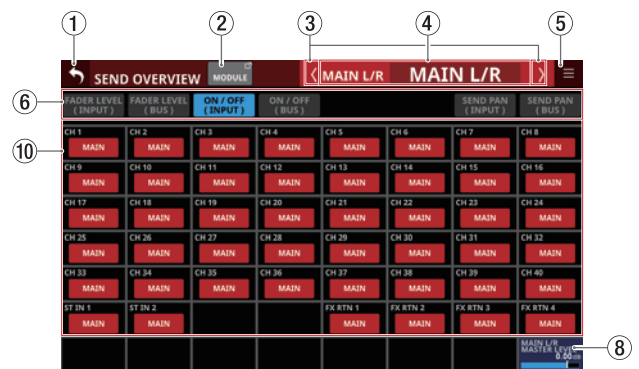 ① ② ③ ④ ⑤
SEND OVERVIEW MODULE MAIN L/R MAIN L/R
⑥
FADER LEVEL (INPUT) FADER LEVEL (BUS) ON / OFF (INPUT) ON / OFF (BUS) SEND PAN (INPUT) SEND PAN (BUS)
⑩
CH 1 CH 2 CH 3 CH 4 CH 5 CH 6 CH 7 CH 8
MAIN MAIN MAIN MAIN MAIN MAIN MAIN MAIN
CH 9 CH 10 CH 11 CH 12 CH 13 CH 14 CH 15 CH 16
MAIN MAIN MAIN MAIN MAIN MAIN MAIN MAIN
CH 17 CH 18 CH 19 CH 20 CH 21 CH 22 CH 23 CH 24
MAIN MAIN MAIN MAIN MAIN MAIN MAIN MAIN
CH 25 CH 26 CH 27 CH 28 CH 29 CH 30 CH 31 CH 32
MAIN MAIN MAIN MAIN MAIN MAIN MAIN MAIN
CH 33 CH 34 CH 35 CH 36 CH 37 CH 38 CH 39 CH 40
MAIN MAIN MAIN MAIN MAIN MAIN MAIN MAIN
ST IN 1 ST IN 2 FX RTN 1 FX RTN 2 FX RTN 3 FX RTN 4
MAIN MAIN MAIN MAIN MAIN MAIN
MAIN L/R
MASTER LEVEL
0.00 dB
⑧